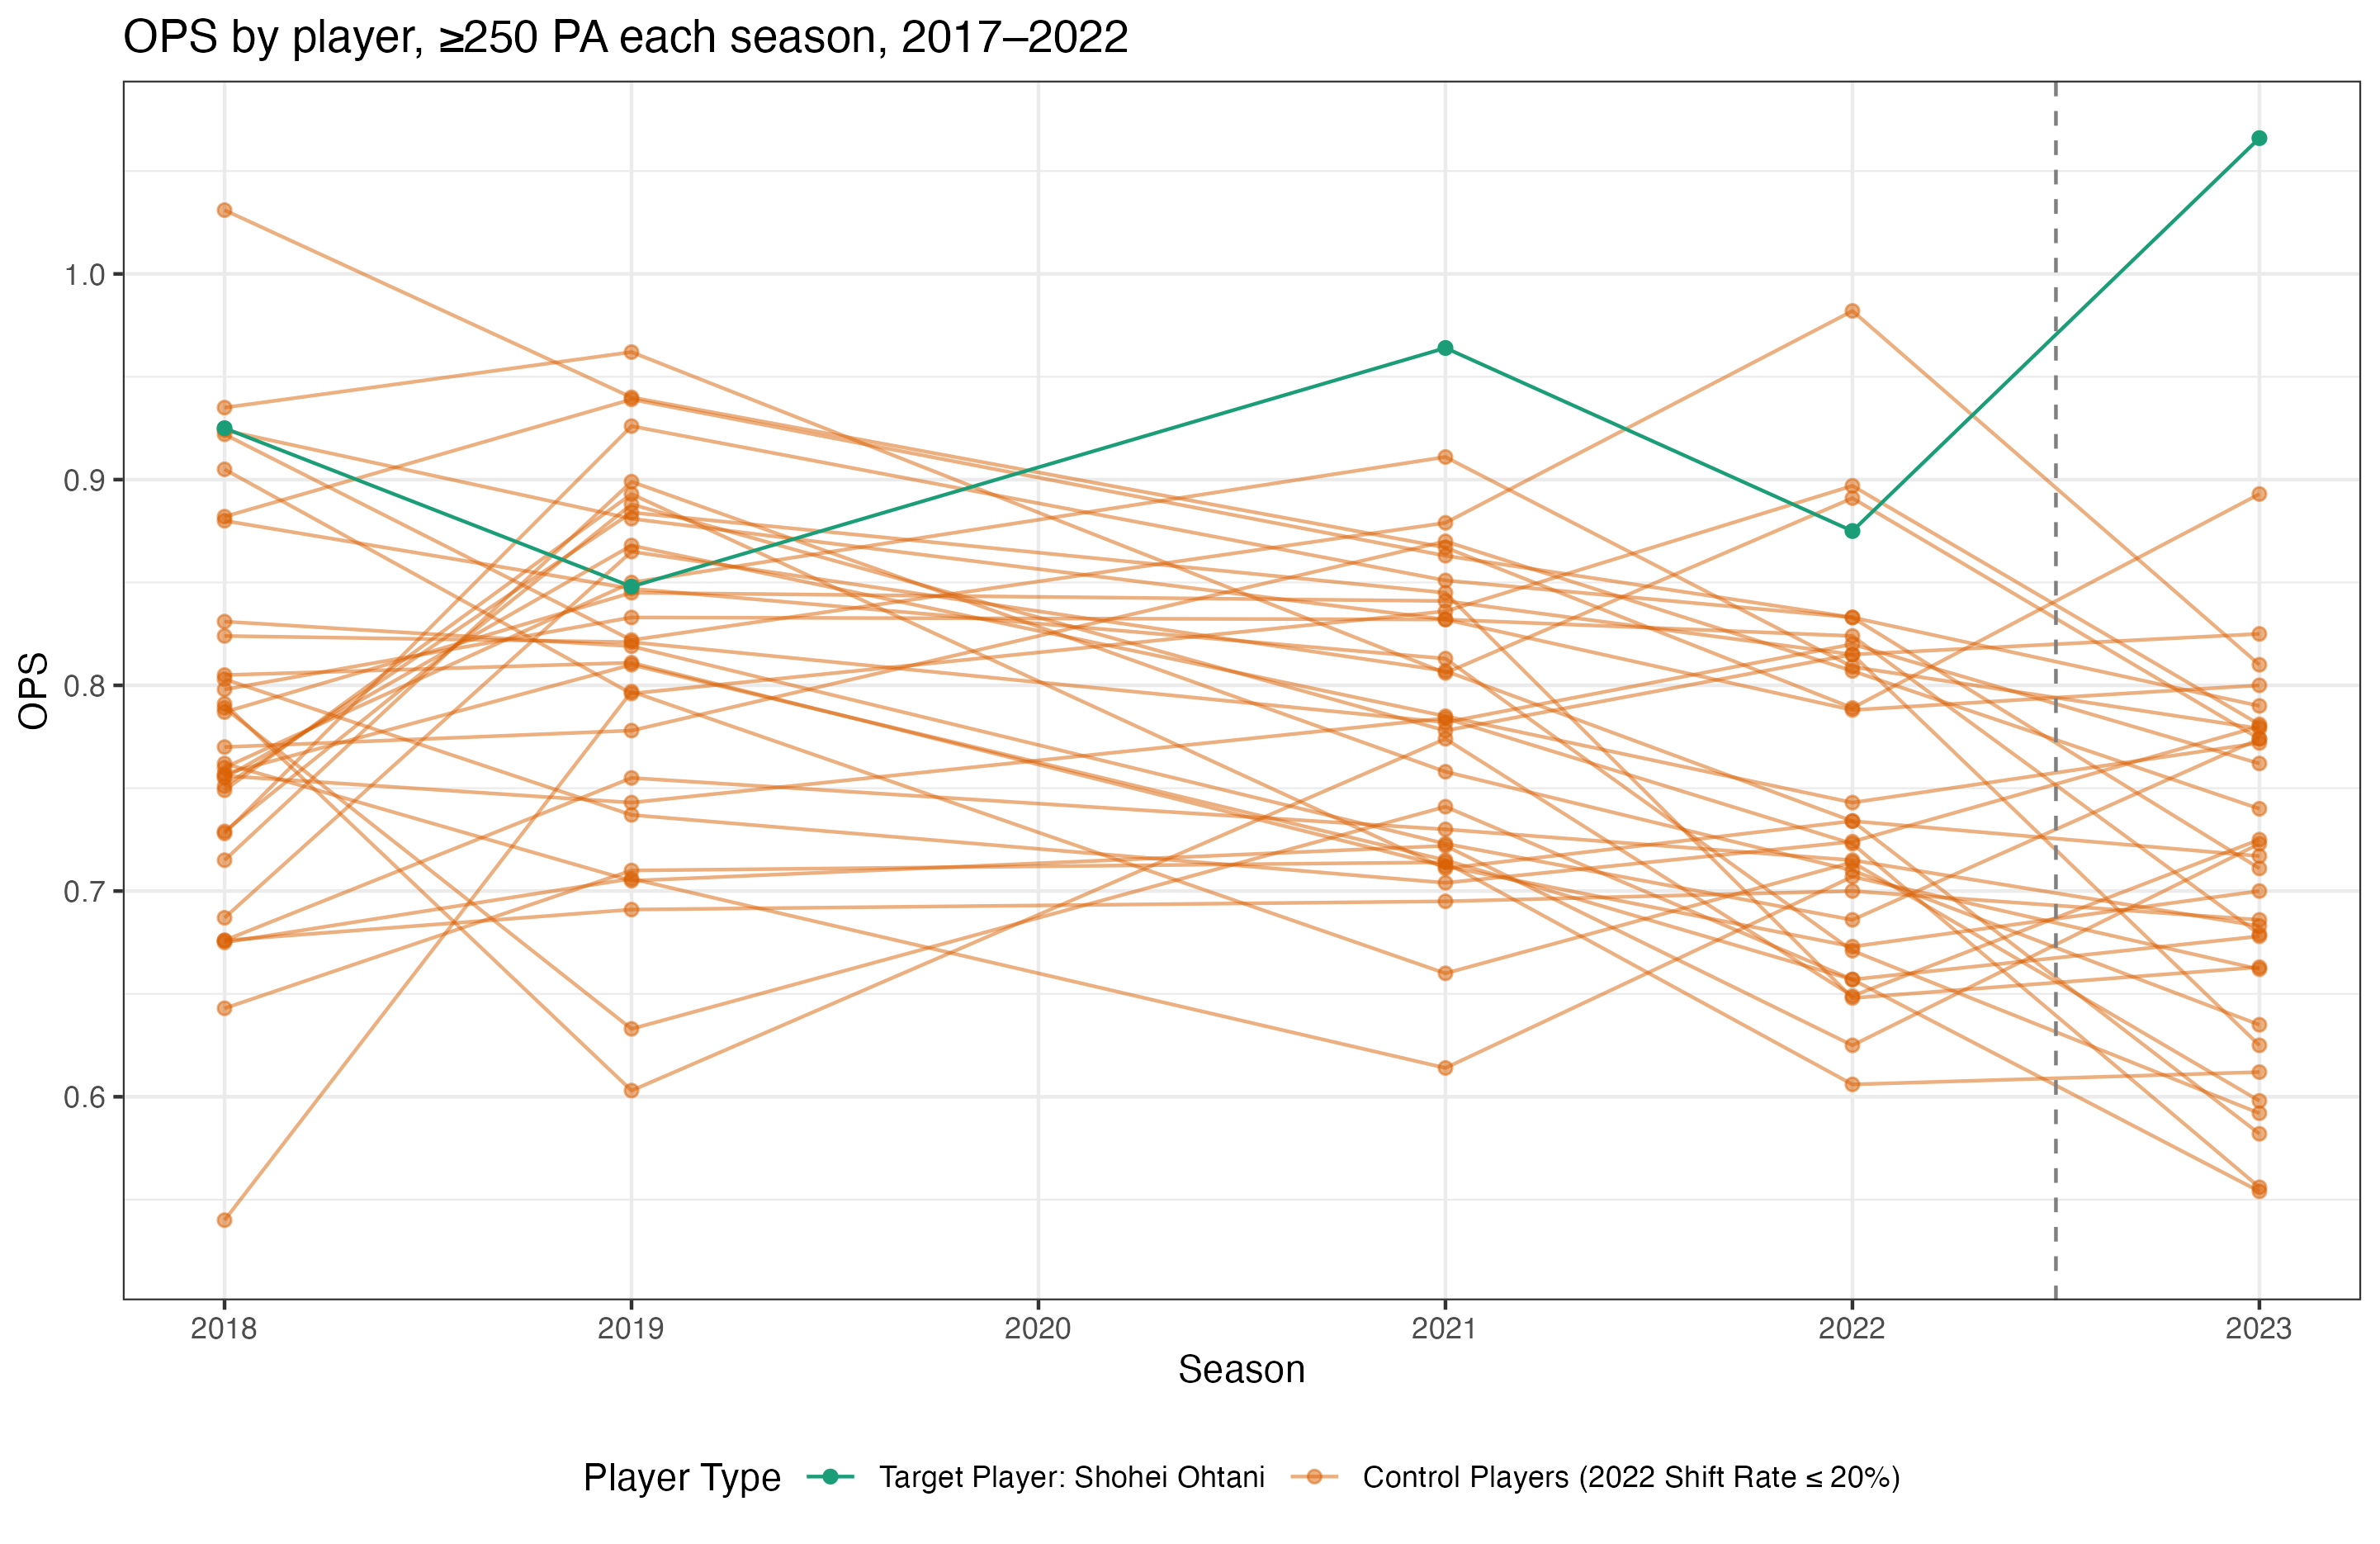 OPS by player, ≥250 PA each season, 2017–2022
OPS
1.0
0.9
0.8
0.7
0.6
2018 2019 2020 2021 2022 2023
Season
Player Type Target Player: Shohei Ohtani Control Players (2022 Shift Rate ≤ 20%)